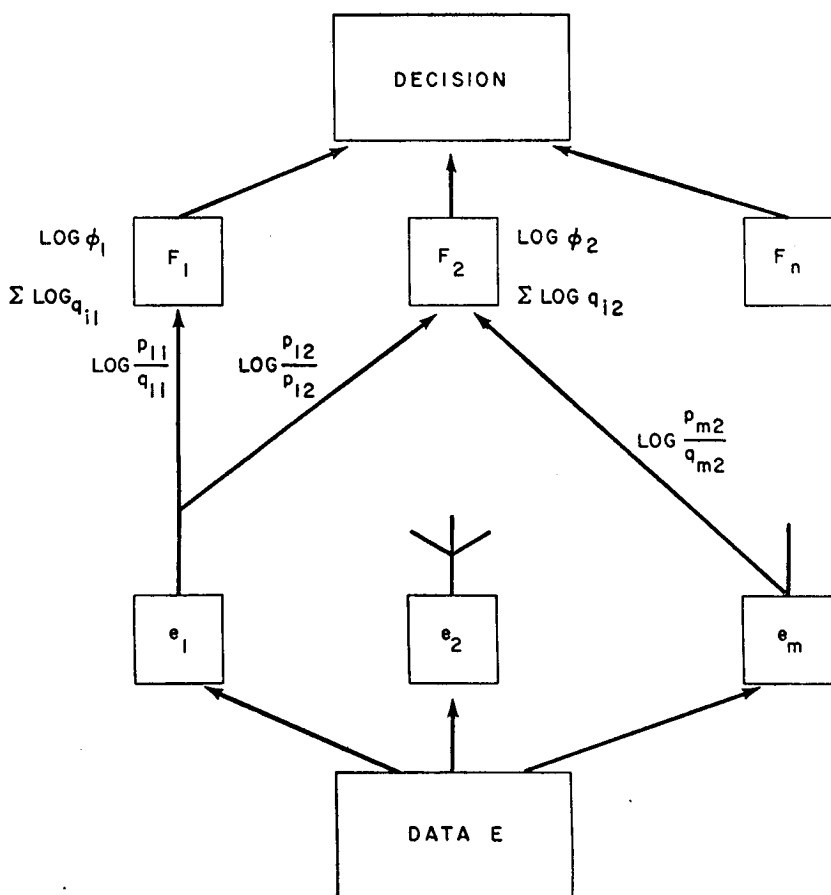 DECISION
LOG ϕ₁
F₁
F₂
LOG ϕ₂
Fₙ
Σ LOG qᵢ₁
Σ LOG qᵢ₂
LOG p₁₁/q₁₁
LOG p₁₂/p₁₂
LOG pₘ₂/qₘ₂
e₁
e₂
eₘ
DATA E